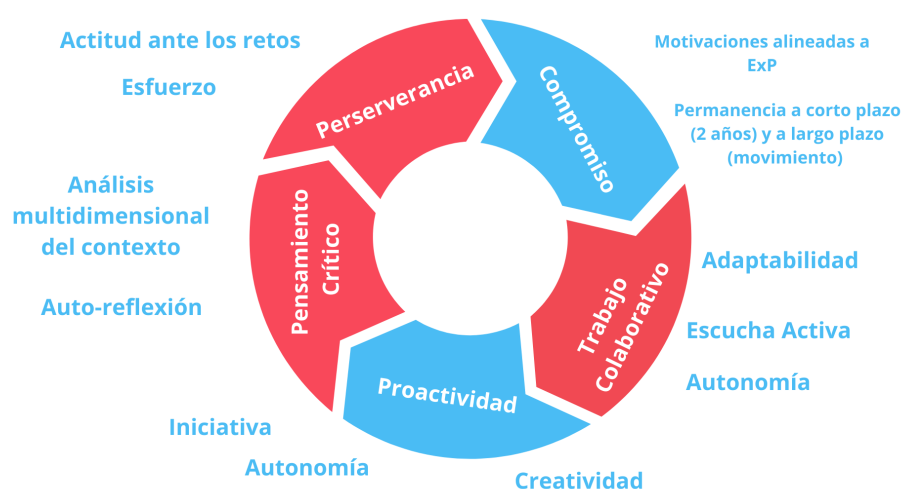 Perserverancia
Compromiso
Trabajo
Colaborativo
Proactividad
Pensamiento
Crítico
Actitud ante los retos
Esfuerzo
Motivaciones alineadas a
ExP
Permanencia a corto plazo
(2 años) y a largo plazo
(movimiento)
Adaptabilidad
Escucha Activa
Autonomía
Creatividad
Iniciativa
Autonomía
Análisis
multidimensional
del contexto
Auto-reflexión